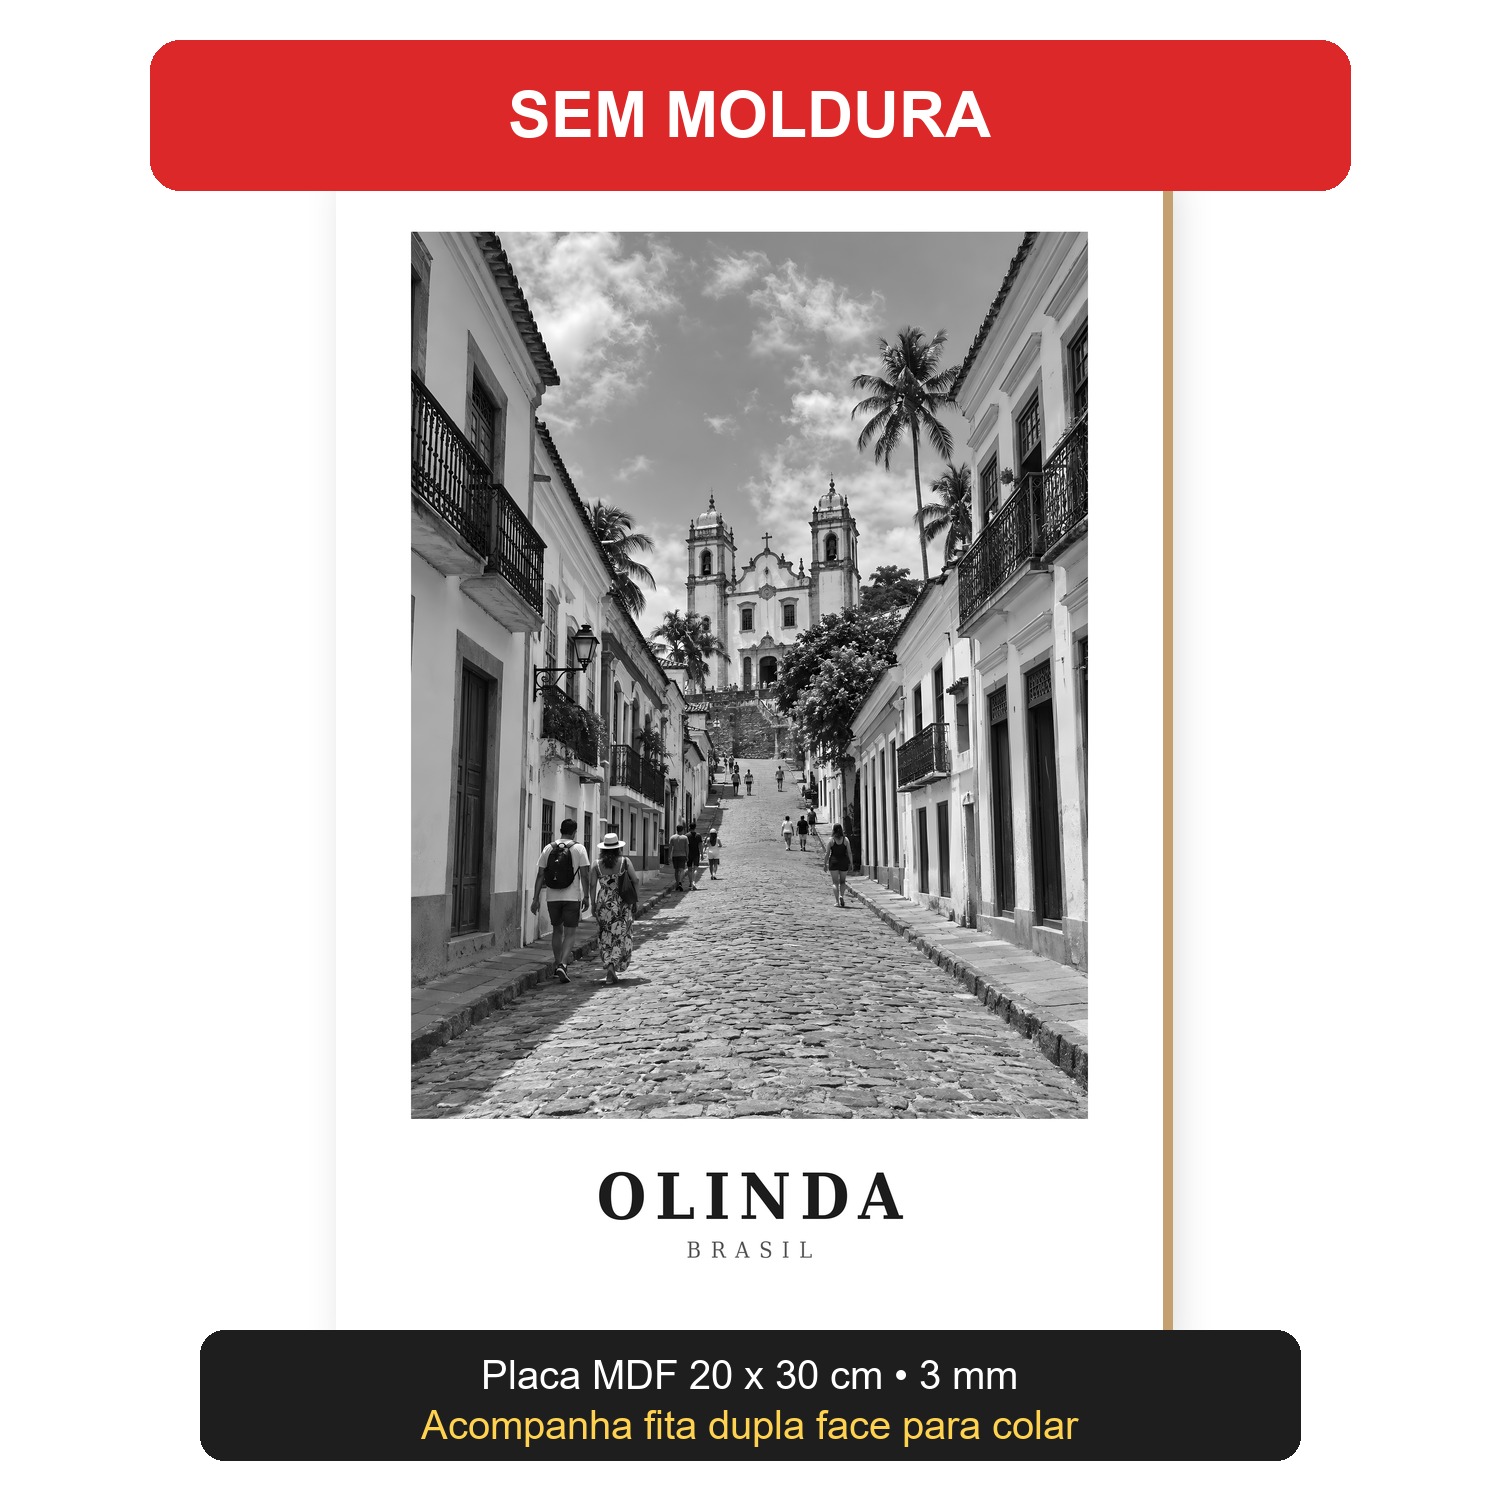 SEM MOLDURA
OLINDA
BRASIL
Placa MDF 20 x 30 cm • 3 mm
Acompanha fita dupla face para colar